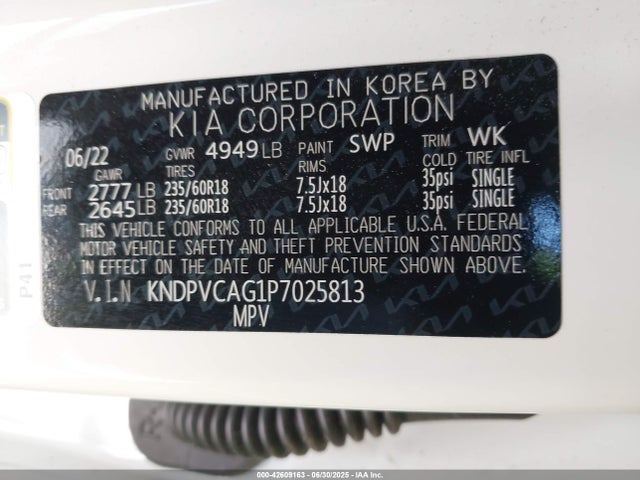 MANUFACTURED IN KOREA BY
KIA CORPORATION
06/22 GVWR 4949 LB PAINT SWP TRIM WK
GAWR TIRES RIMS COLD TIRE INFL
FRONT 2777 LB 235/60R18 7.5Jx18 35psi SINGLE
REAR 2645 LB 235/60R18 7.5Jx18 35psi SINGLE
THIS VEHICLE CONFORMS TO ALL APPLICABLE U.S.A. FEDERAL
MOTOR VEHICLE SAFETY AND THEFT PREVENTION STANDARDS
IN EFFECT ON THE DATE OF MANUFACTURE SHOWN ABOVE.
V.I.N KNDPVCAG1P7025813
MPV
P41
000-42609163 - 06/30/2025 - IAA Inc.